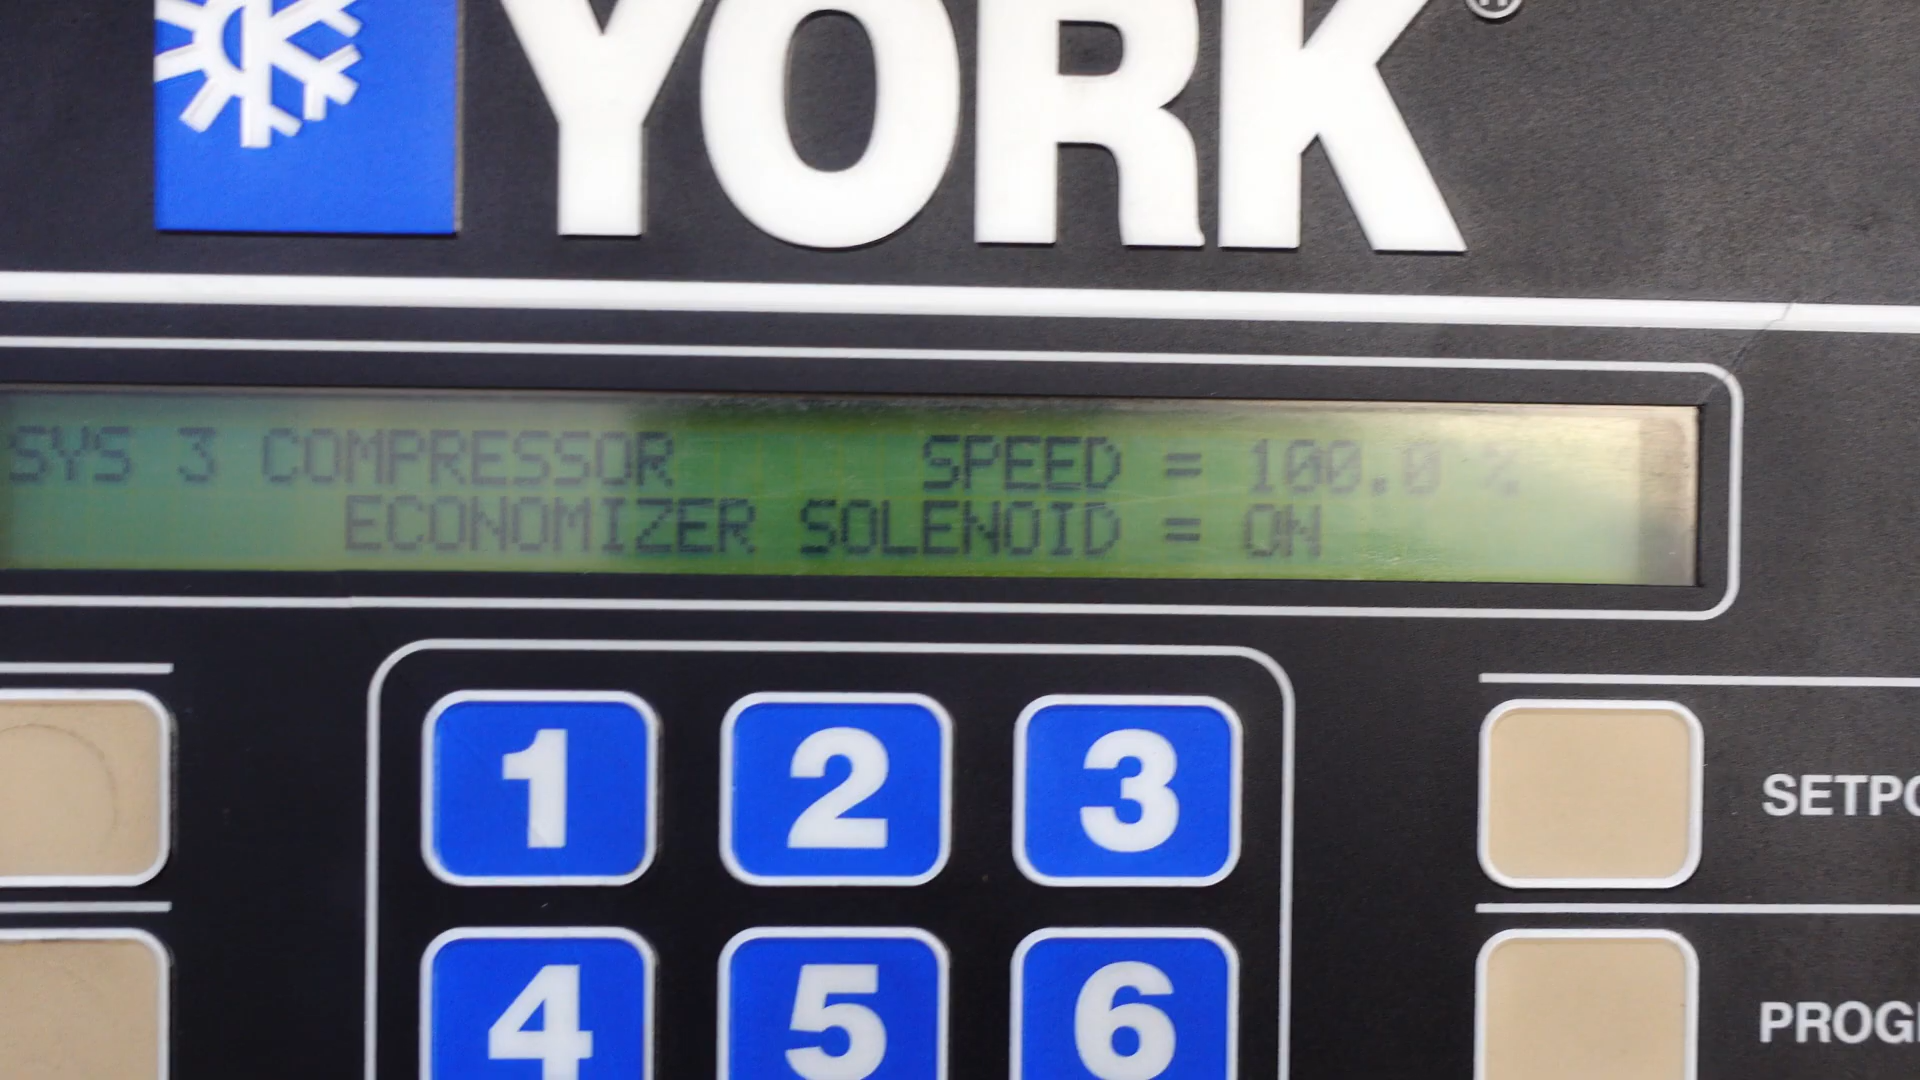 YORK®
SYS 3 COMPRESSOR SPEED = 100.0 %
ECONOMIZER SOLENOID = ON
1 2 3
4 5 6